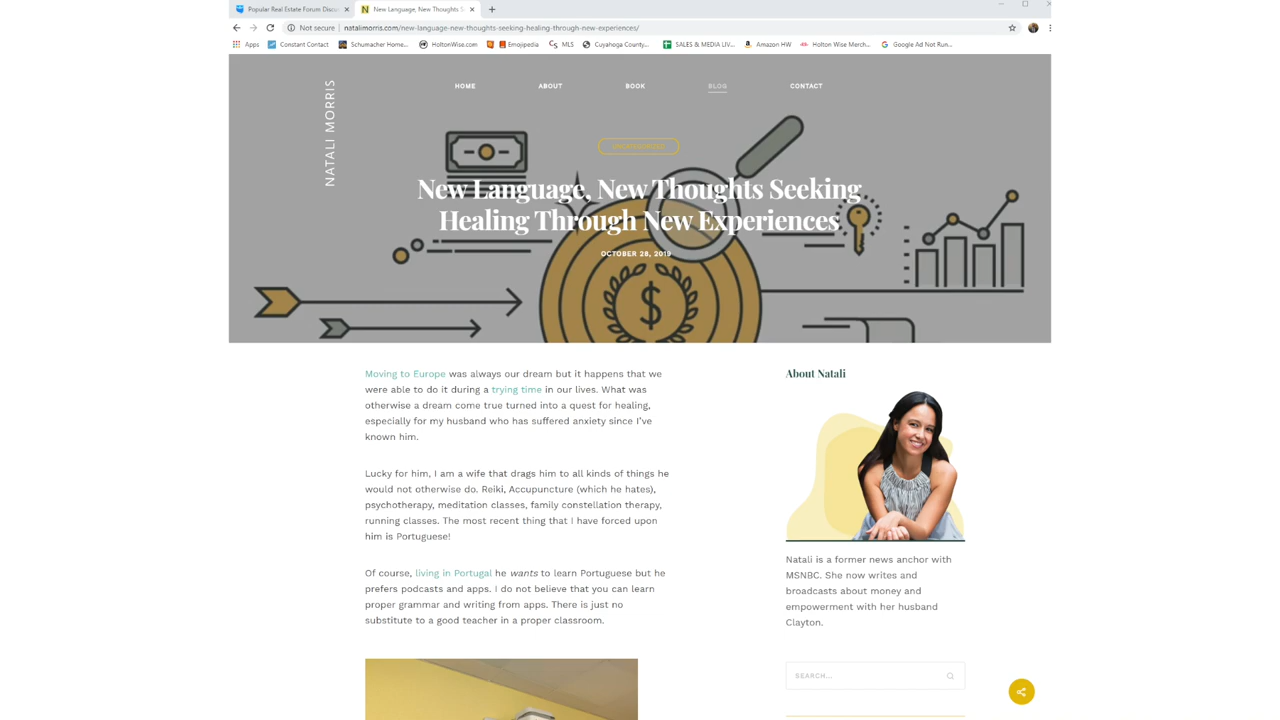 Popular Real Estate Forum Discu
New Language, New Thoughts S
Not secure
natalimorris.com/new-language-new-thoughts-seeking-healing-through-new-experiences/
Apps
Constant Contact
Schumacher Home...
HoltonWise.com
Emojipedia
MLS
Cuyahoga County...
SALES & MEDIA LIV...
Amazon HW
Holton Wise Merch...
Google Ad Not Run...
NATALI MORRIS
HOME
ABOUT
BOOK
BLOG
CONTACT
UNCATEGORIZED
New Language, New Thoughts Seeking
Healing Through New Experiences
OCTOBER 28, 2019
Moving to Europe was always our dream but it happens that we
were able to do it during a trying time in our lives. What was
otherwise a dream come true turned into a quest for healing,
especially for my husband who has suffered anxiety since I've
known him.
Lucky for him, I am a wife that drags him to all kinds of things he
would not otherwise do. Reiki, Accupuncture (which he hates),
psychotherapy, meditation classes, family constellation therapy,
running classes. The most recent thing that I have forced upon
him is Portuguese!
Of course, living in Portugal he wants to learn Portuguese but he
prefers podcasts and apps. I do not believe that you can learn
proper grammar and writing from apps. There is just no
substitute to a good teacher in a proper classroom.
About Natali
Natali is a former news anchor with
MSNBC. She now writes and
broadcasts about money and
empowerment with her husband
Clayton.
SEARCH...